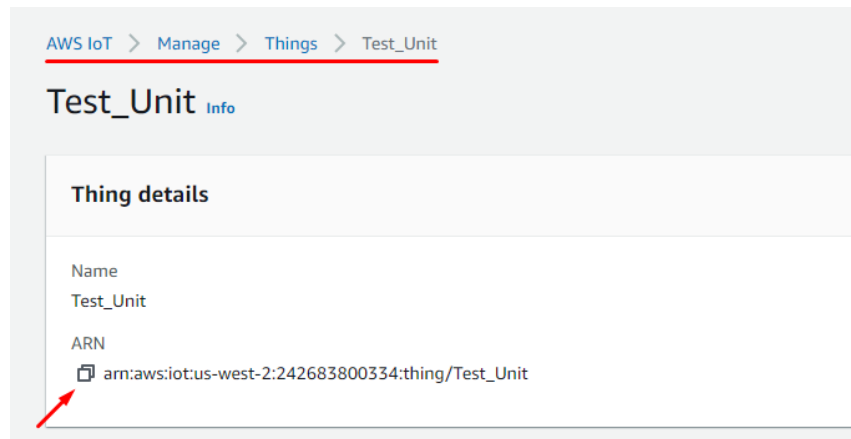 AWS IoT > Manage > Things > Test_Unit
Test_Unit Info
Thing details
Name
Test_Unit
ARN
arn:aws:iot:us-west-2:242683800334:thing/Test_Unit